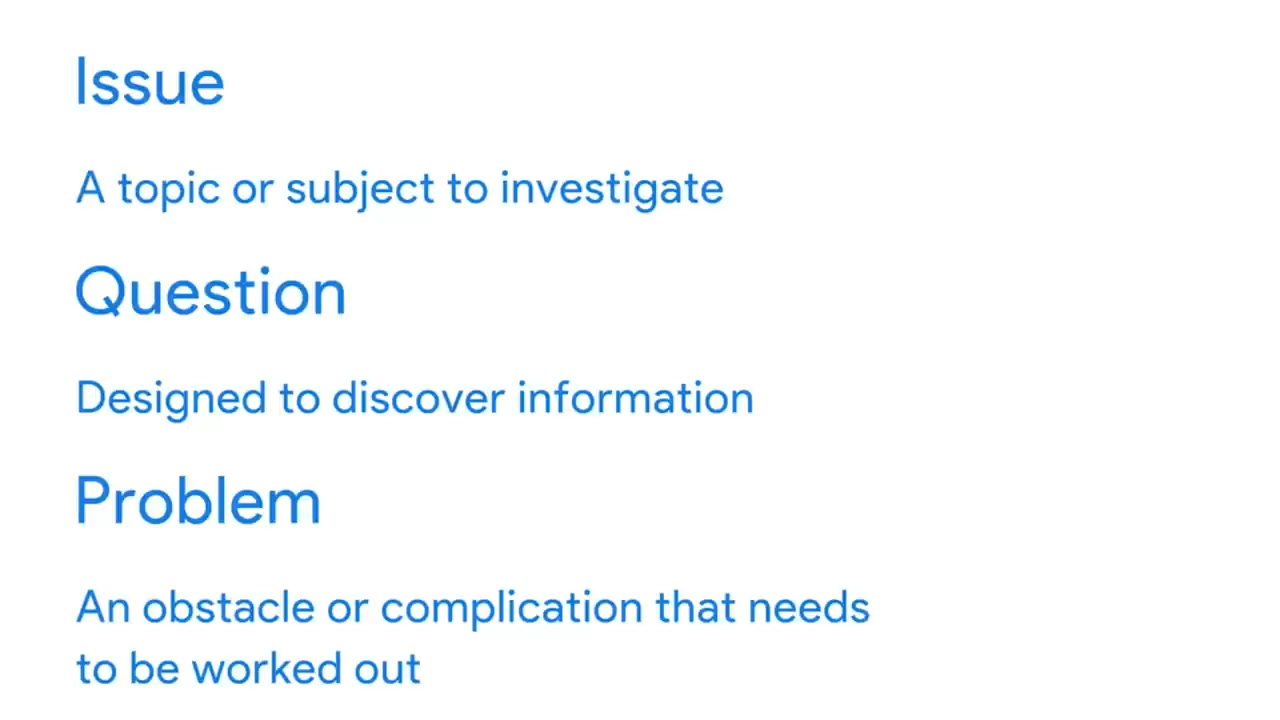 Issue
A topic or subject to investigate
Question
Designed to discover information
Problem
An obstacle or complication that needs
to be worked out